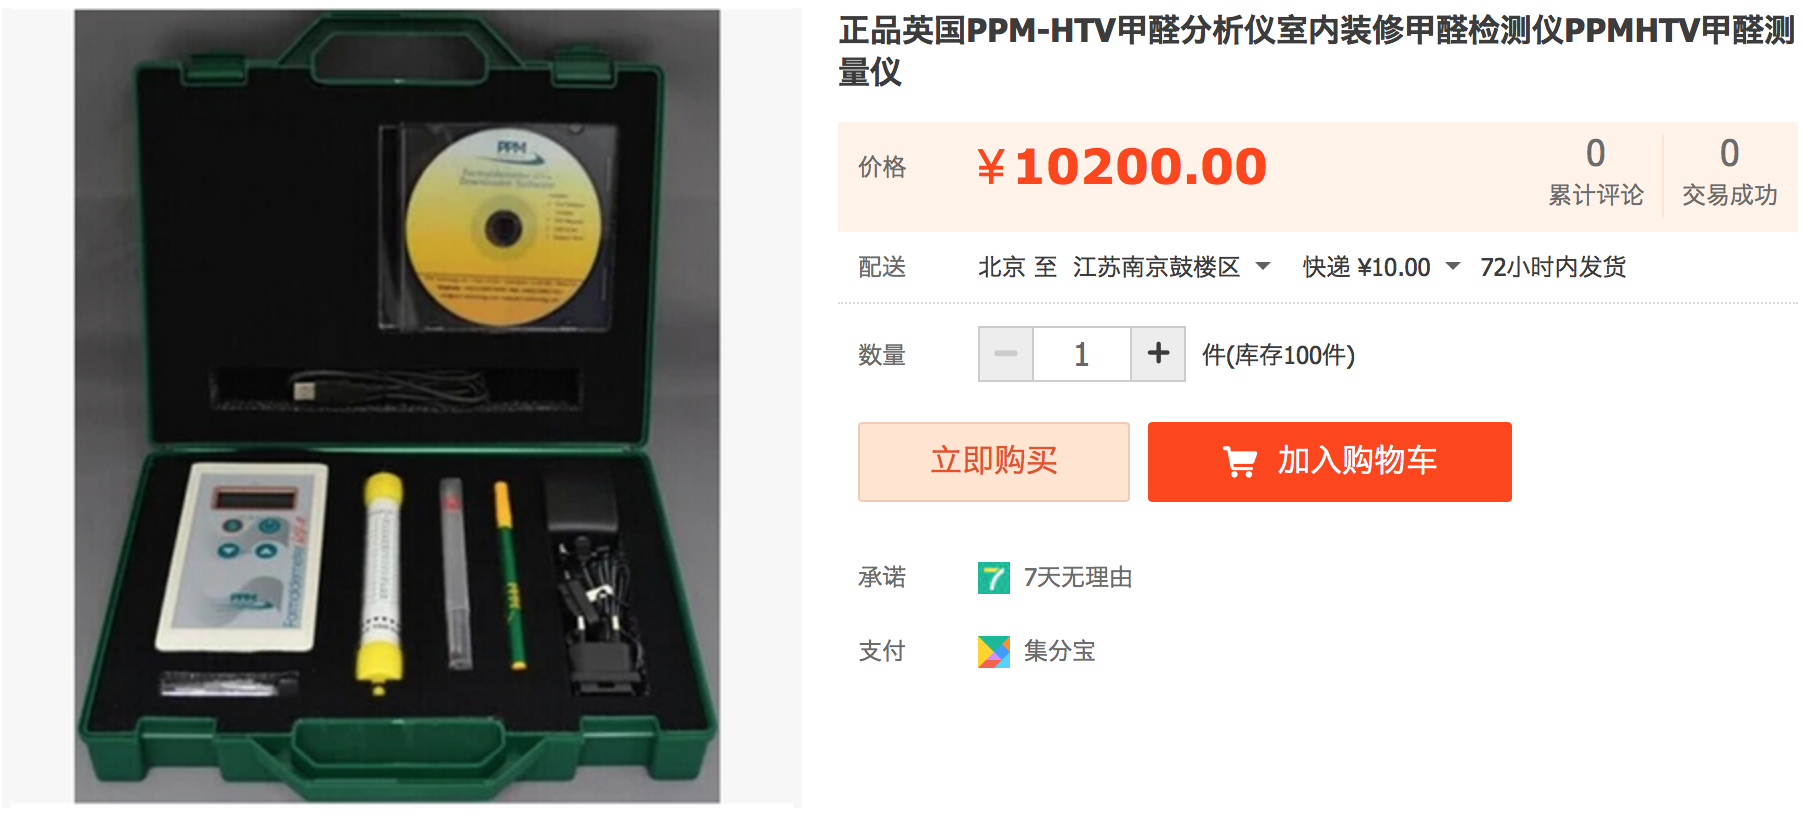 正品英国PPM-HTV甲醛分析仪室内装修甲醛检测仪PPMHTV甲醛测
量仪
价格
¥10200.00
0
累计评论
0
交易成功
配送
北京 至 江苏南京鼓楼区
快递 ¥10.00
72小时内发货
数量
1
件(库存100件)
立即购买
加入购物车
承诺
7
7天无理由
支付
集分宝
PPM
Formaldemeter
Downloader Software
PPM
Formaldemeter
PPM